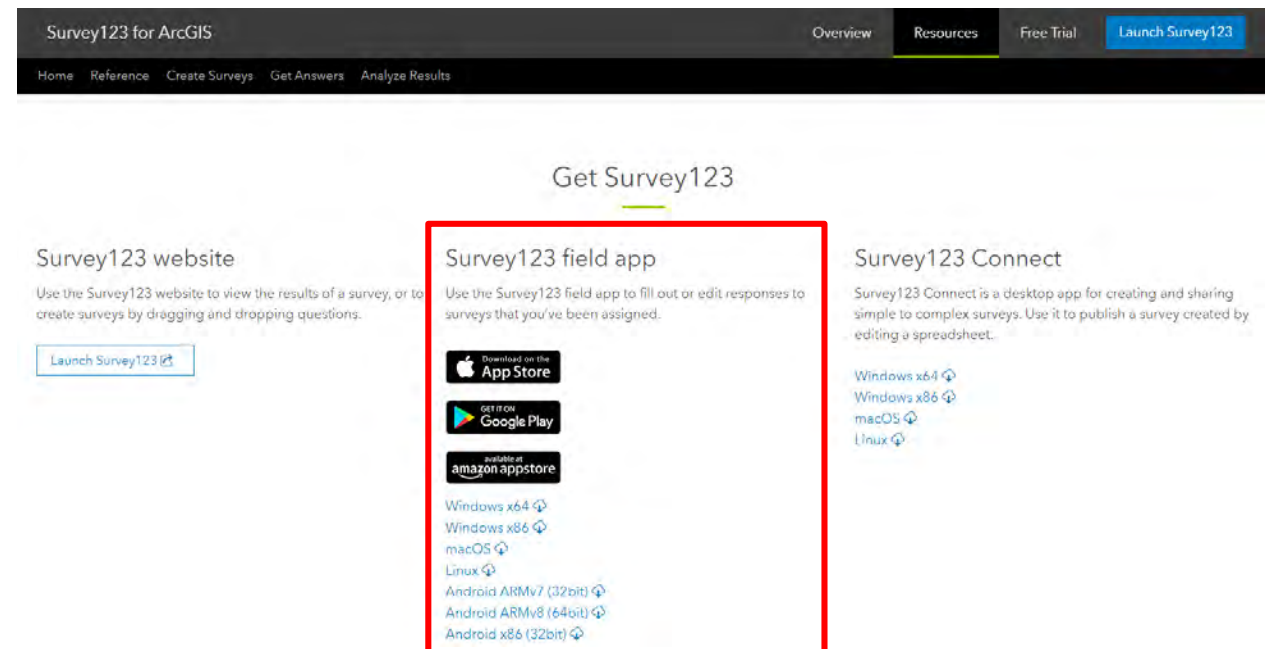 Survey123 for ArcGIS
Overview
Resources
Free Trial
Launch Survey123
Home
Reference
Create Surveys
Get Answers
Analyze Results
Get Survey123
Survey123 website
Use the Survey123 website to view the results of a survey, or to
create surveys by dragging and dropping questions.
Launch Survey123
Survey123 field app
Use the Survey123 field app to fill out or edit responses to
surveys that you've been assigned.
Download on the
App Store
GET IT ON
Google Play
available at
amazon appstore
Windows x64
Windows x86
macOS
Linux
Android ARMv7 (32bit)
Android ARMv8 (64bit)
Android x86 (32bit)
Survey123 Connect
Survey123 Connect is a desktop app for creating and sharing
simple to complex surveys. Use it to publish a survey created by
editing a spreadsheet.
Windows x64
Windows x86
macOS
Linux